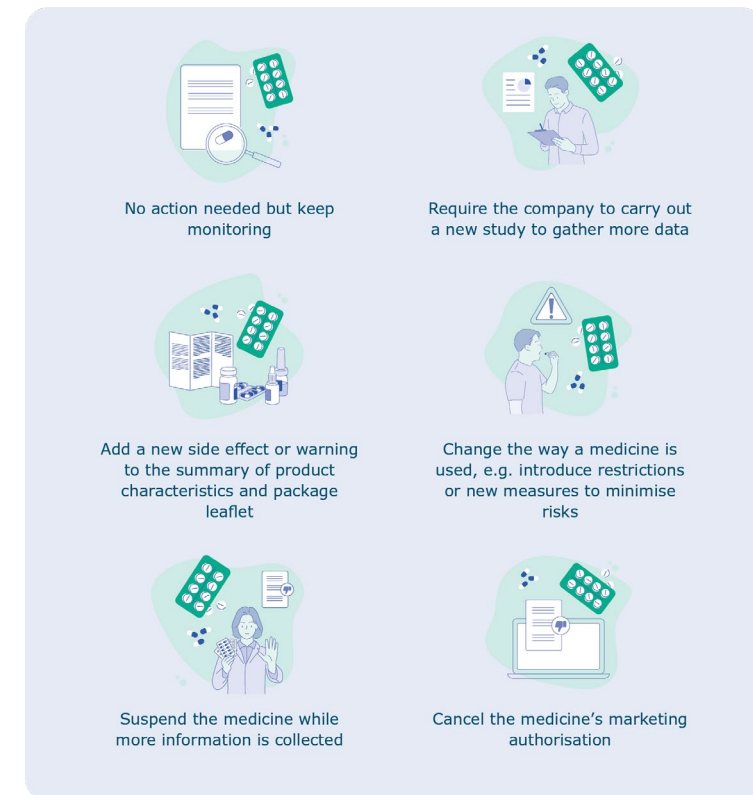 No action needed but keep
monitoring
Require the company to carry out
a new study to gather more data
Add a new side effect or warning
to the summary of product
characteristics and package
leaflet
Change the way a medicine is
used, e.g. introduce restrictions
or new measures to minimise
risks
Suspend the medicine while
more information is collected
Cancel the medicine’s marketing
authorisation